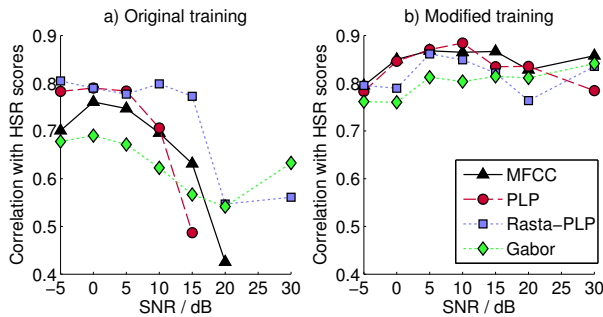 a) Original training
Correlation with HSR scores
0.9
0.8
0.7
0.6
0.5
0.4
-5 0 5 10 15 20 25 30
SNR / dB
b) Modified training
Correlation with HSR scores
0.9
0.8
0.7
0.6
0.5
0.4
-5 0 5 10 15 20 25 30
SNR / dB
MFCC
PLP
Rasta-PLP
Gabor